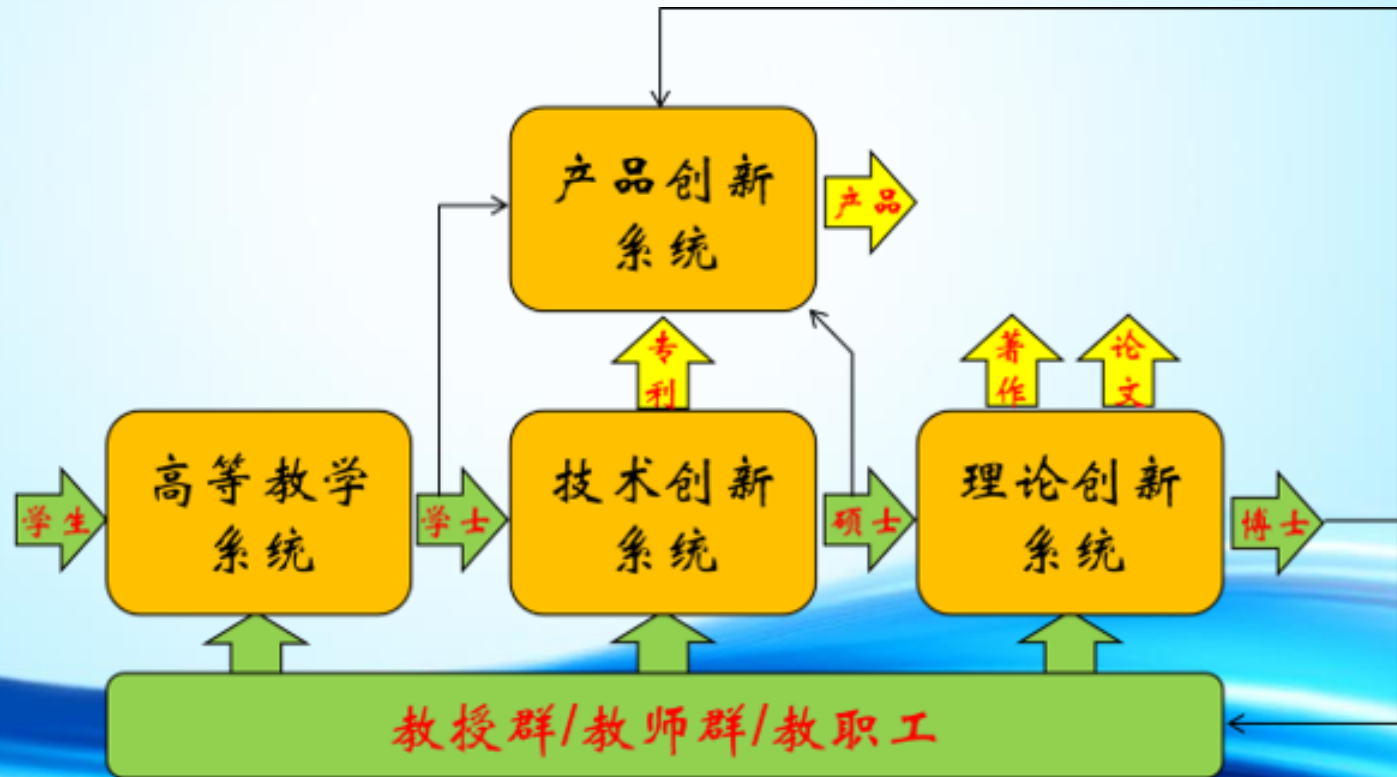 产品创新
系统
产品
专
利
著
作
论
文
学生
高等教学
系统
学士
技术创新
系统
硕士
理论创新
系统
博士
教授群/教师群/教职工